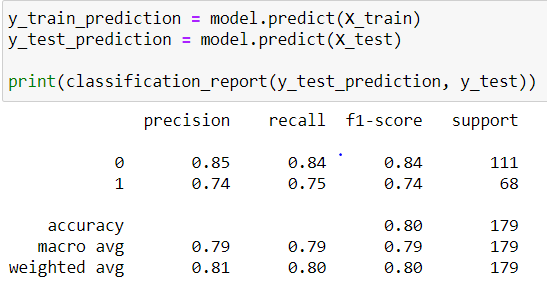 y_train_prediction = model.predict(X_train)
y_test_prediction = model.predict(X_test)
print(classification_report(y_test_prediction, y_test))
precision recall f1-score support
0 0.85 0.84 0.84 111
1 0.74 0.75 0.74 68
accuracy 0.80 179
macro avg 0.79 0.79 0.79 179
weighted avg 0.81 0.80 0.80 179